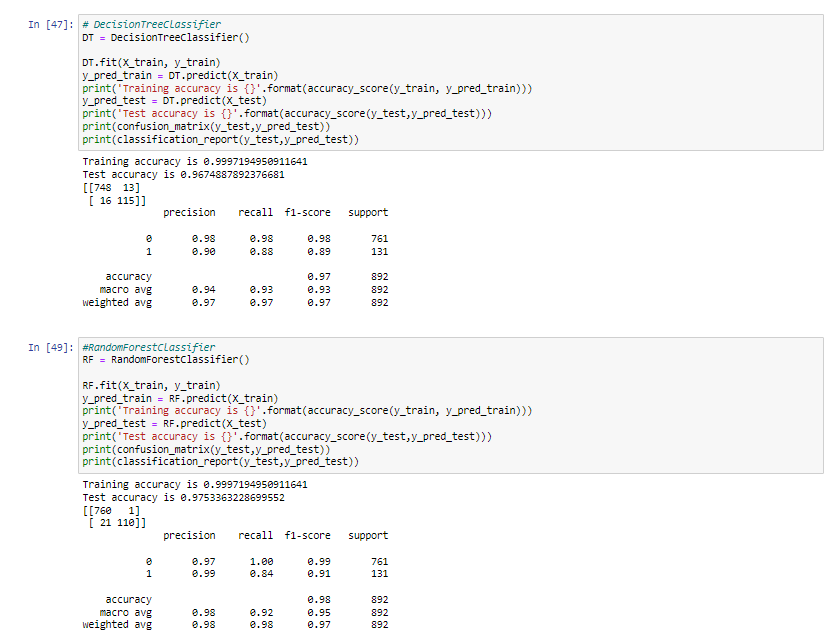 In [47]: # DecisionTreeClassifier
DT = DecisionTreeClassifier()
DT.fit(X_train, y_train)
y_pred_train = DT.predict(X_train)
print('Training accuracy is {}'.format(accuracy_score(y_train, y_pred_train)))
y_pred_test = DT.predict(X_test)
print('Test accuracy is {}'.format(accuracy_score(y_test,y_pred_test)))
print(confusion_matrix(y_test,y_pred_test))
print(classification_report(y_test,y_pred_test))
Training accuracy is 0.9997194950911641
Test accuracy is 0.9674887892376681
[[748  13]
 [ 16 115]]
              precision    recall  f1-score   support
           0       0.98      0.98      0.98       761
           1       0.90      0.88      0.89       131
    accuracy                           0.97       892
   macro avg       0.94      0.93      0.93       892
weighted avg       0.97      0.97      0.97       892
In [49]: #RandomForestClassifier
RF = RandomForestClassifier()
RF.fit(X_train, y_train)
y_pred_train = RF.predict(X_train)
print('Training accuracy is {}'.format(accuracy_score(y_train, y_pred_train)))
y_pred_test = RF.predict(X_test)
print('Test accuracy is {}'.format(accuracy_score(y_test,y_pred_test)))
print(confusion_matrix(y_test,y_pred_test))
print(classification_report(y_test,y_pred_test))
Training accuracy is 0.9997194950911641
Test accuracy is 0.9753363228699552
[[760   1]
 [ 21 110]]
              precision    recall  f1-score   support
           0       0.97      1.00      0.99       761
           1       0.99      0.84      0.91       131
    accuracy                           0.98       892
   macro avg       0.98      0.92      0.95       892
weighted avg       0.98      0.98      0.97       892